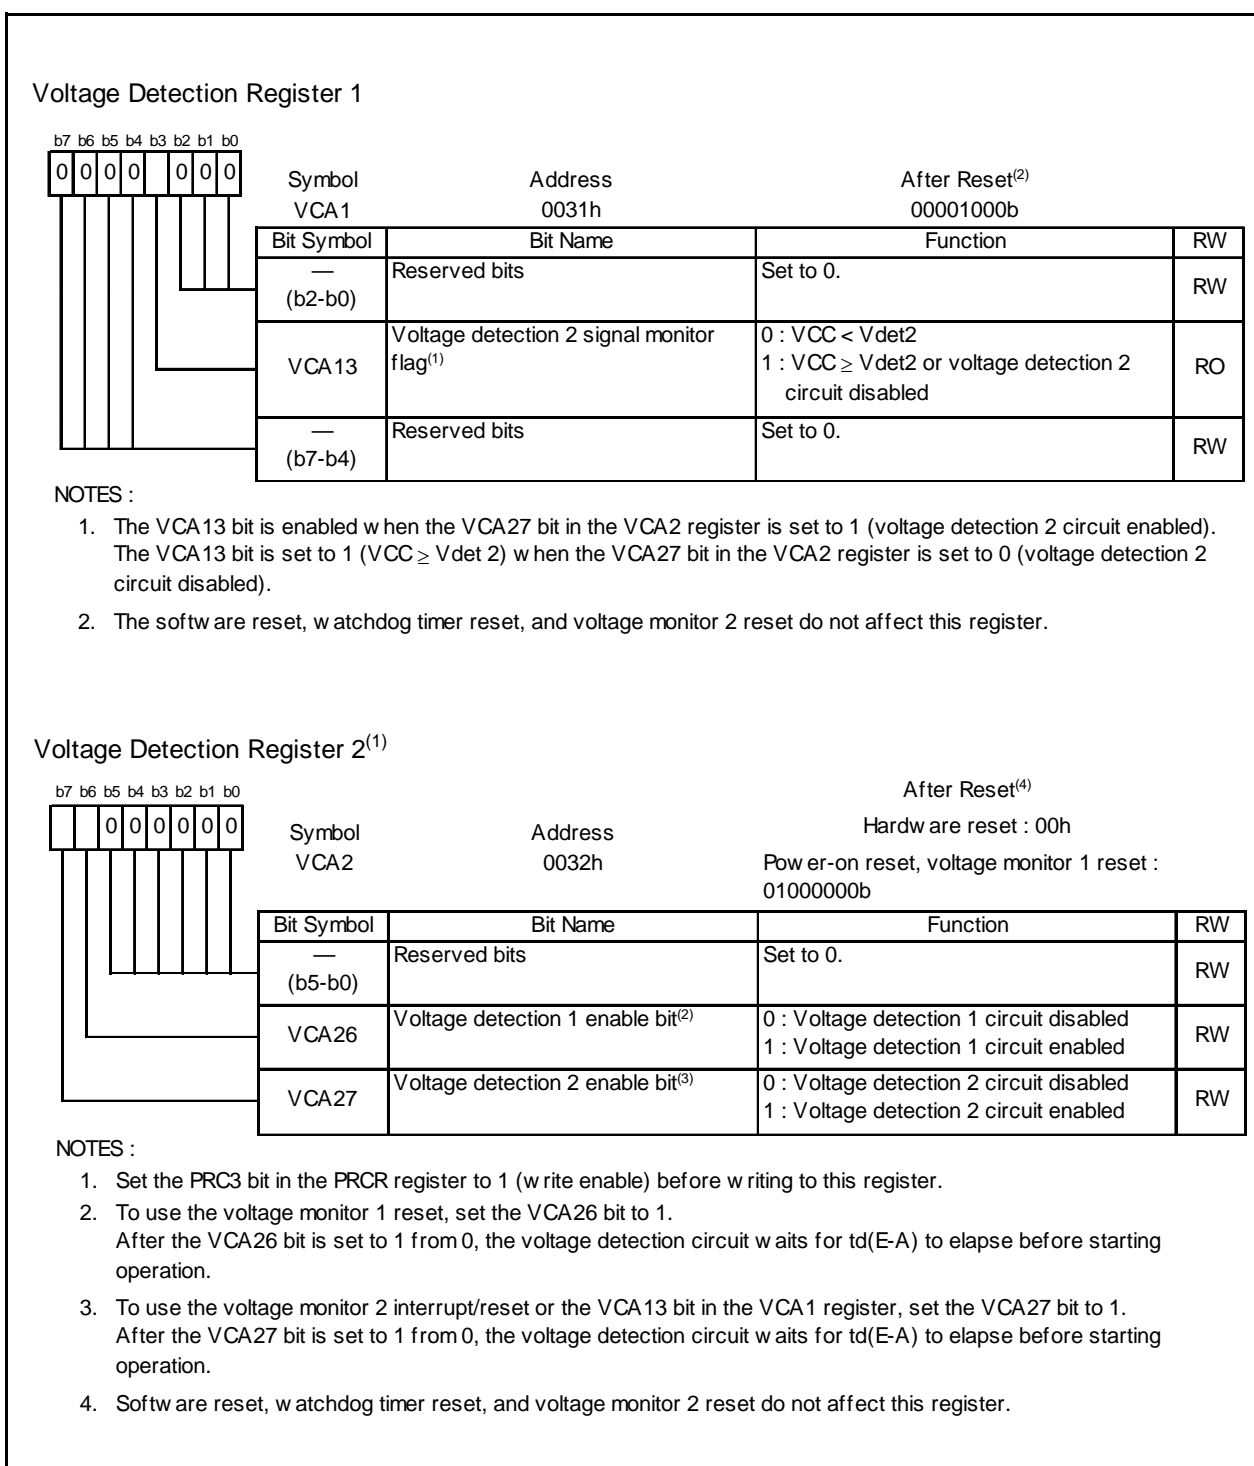 Voltage Detection Register 1
b7 b6 b5 b4 b3 b2 b1 b0
0 0 0 0 0 0 0
Symbol Address After Reset(2)
VCA1 0031h 00001000b
Bit Symbol Bit Name Function RW
— (b2-b0) Reserved bits Set to 0. RW
VCA13 Voltage detection 2 signal monitor flag(1) 0 : VCC < Vdet2
1 : VCC ≥ Vdet2 or voltage detection 2
circuit disabled RO
— (b7-b4) Reserved bits Set to 0. RW
NOTES :
1. The VCA13 bit is enabled when the VCA27 bit in the VCA2 register is set to 1 (voltage detection 2 circuit enabled).
The VCA13 bit is set to 1 (VCC ≥ Vdet 2) when the VCA27 bit in the VCA2 register is set to 0 (voltage detection 2
circuit disabled).
2. The software reset, watchdog timer reset, and voltage monitor 2 reset do not affect this register.
Voltage Detection Register 2(1)
b7 b6 b5 b4 b3 b2 b1 b0
0 0 0 0 0 0
After Reset(4)
Symbol Address Hardware reset : 00h
VCA2 0032h Power-on reset, voltage monitor 1 reset :
01000000b
Bit Symbol Bit Name Function RW
— (b5-b0) Reserved bits Set to 0. RW
VCA26 Voltage detection 1 enable bit(2) 0 : Voltage detection 1 circuit disabled
1 : Voltage detection 1 circuit enabled RW
VCA27 Voltage detection 2 enable bit(3) 0 : Voltage detection 2 circuit disabled
1 : Voltage detection 2 circuit enabled RW
NOTES :
1. Set the PRC3 bit in the PRCR register to 1 (write enable) before writing to this register.
2. To use the voltage monitor 1 reset, set the VCA26 bit to 1.
After the VCA26 bit is set to 1 from 0, the voltage detection circuit waits for td(E-A) to elapse before starting
operation.
3. To use the voltage monitor 2 interrupt/reset or the VCA13 bit in the VCA1 register, set the VCA27 bit to 1.
After the VCA27 bit is set to 1 from 0, the voltage detection circuit waits for td(E-A) to elapse before starting
operation.
4. Software reset, watchdog timer reset, and voltage monitor 2 reset do not affect this register.